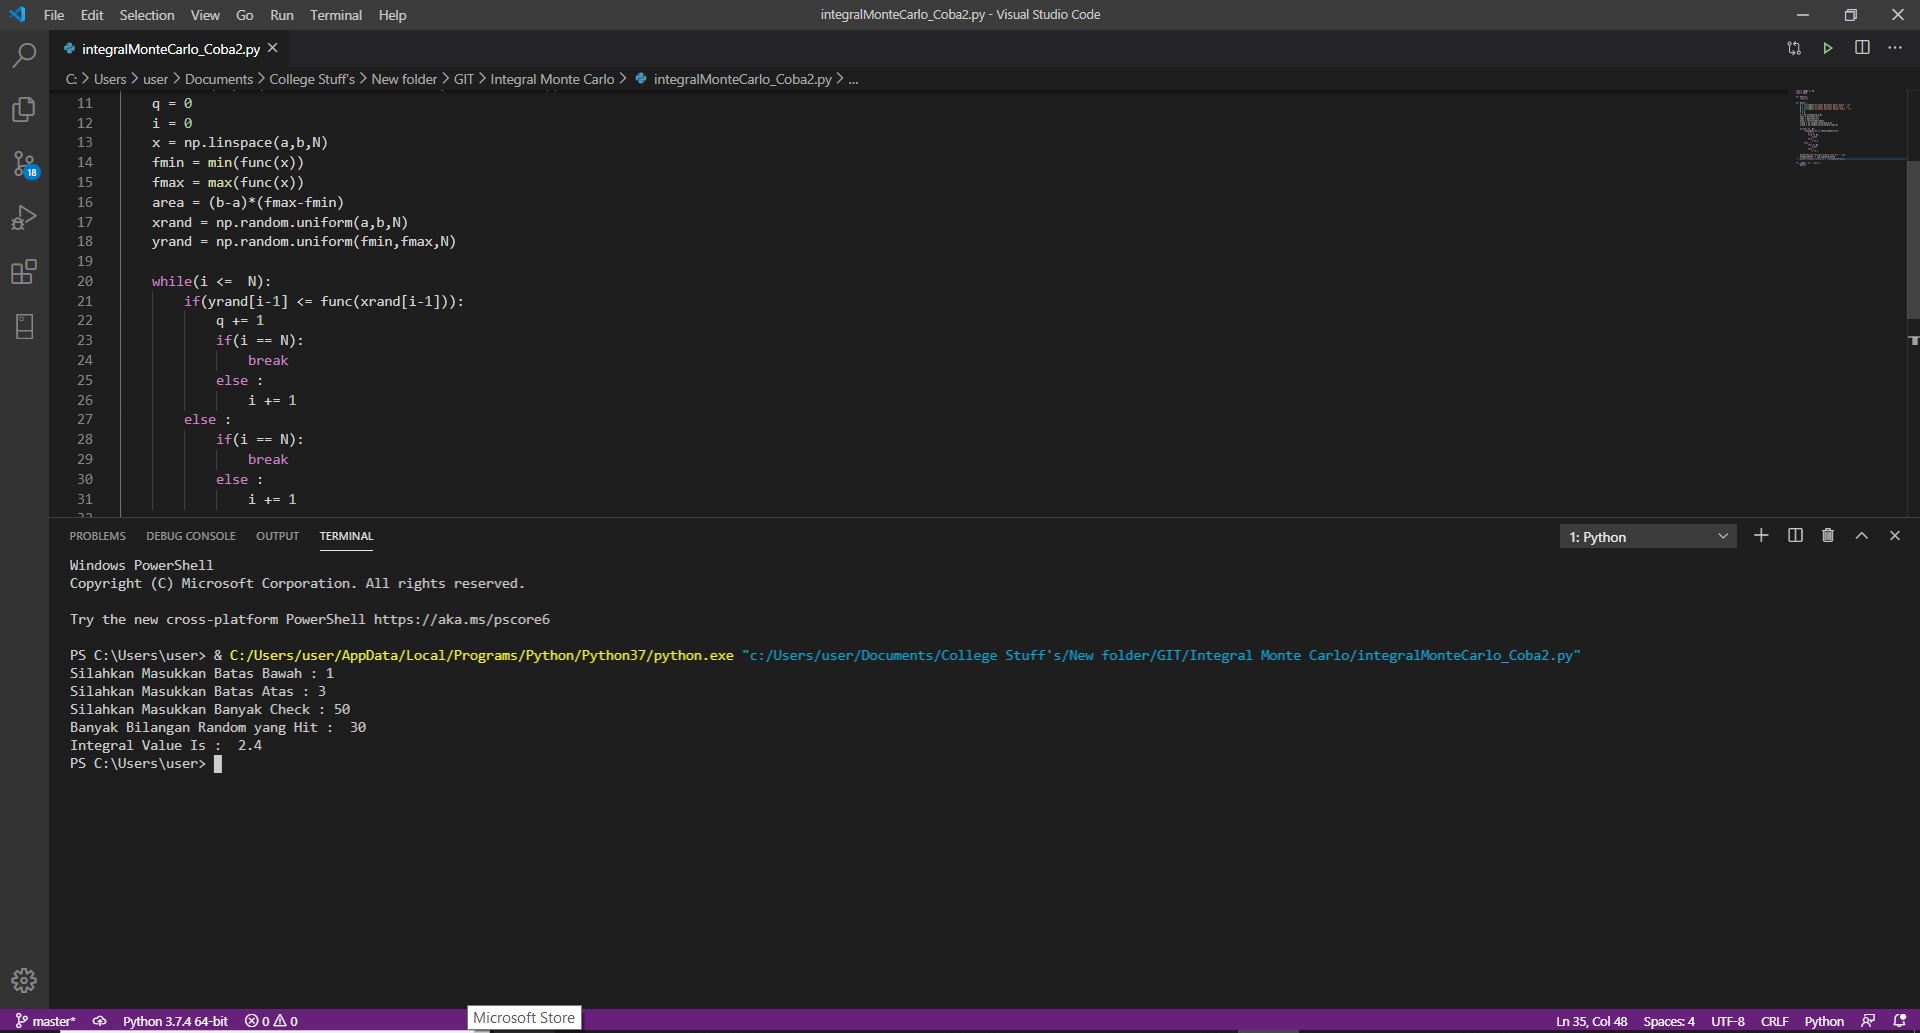 File Edit Selection View Go Run Terminal Help
integralMonteCarlo_Coba2.py - Visual Studio Code
integralMonteCarlo_Coba2.py
C: > Users > user > Documents > College Stuff's > New folder > GIT > Integral Monte Carlo > integralMonteCarlo_Coba2.py > ...
11 q = 0
12 i = 0
13 x = np.linspace(a,b,N)
14 fmin = min(func(x))
15 fmax = max(func(x))
16 area = (b-a)*(fmax-fmin)
17 xrand = np.random.uniform(a,b,N)
18 yrand = np.random.uniform(fmin,fmax,N)
19
20 while(i <=  N):
21 if(yrand[i-1] <= func(xrand[i-1])):
22 q += 1
23 if(i == N):
24 break
25 else :
26 i += 1
27 else :
28 if(i == N):
29 break
30 else :
31 i += 1
18
PROBLEMS DEBUG CONSOLE OUTPUT TERMINAL
1: Python
Windows PowerShell
Copyright (C) Microsoft Corporation. All rights reserved.
Try the new cross-platform PowerShell https://aka.ms/pscore6
PS C:\Users\user> & C:/Users/user/AppData/Local/Programs/Python/Python37/python.exe "c:/Users/user/Documents/College Stuff's/New folder/GIT/Integral Monte Carlo/integralMonteCarlo_Coba2.py"
Silahkan Masukkan Batas Bawah : 1
Silahkan Masukkan Batas Atas : 3
Silahkan Masukkan Banyak Check : 50
Banyak Bilangan Random yang Hit :  30
Integral Value Is :  2.4
PS C:\Users\user>
master* Python 3.7.4 64-bit 0 0
Microsoft Store
Ln 35, Col 48 Spaces: 4 UTF-8 CRLF Python